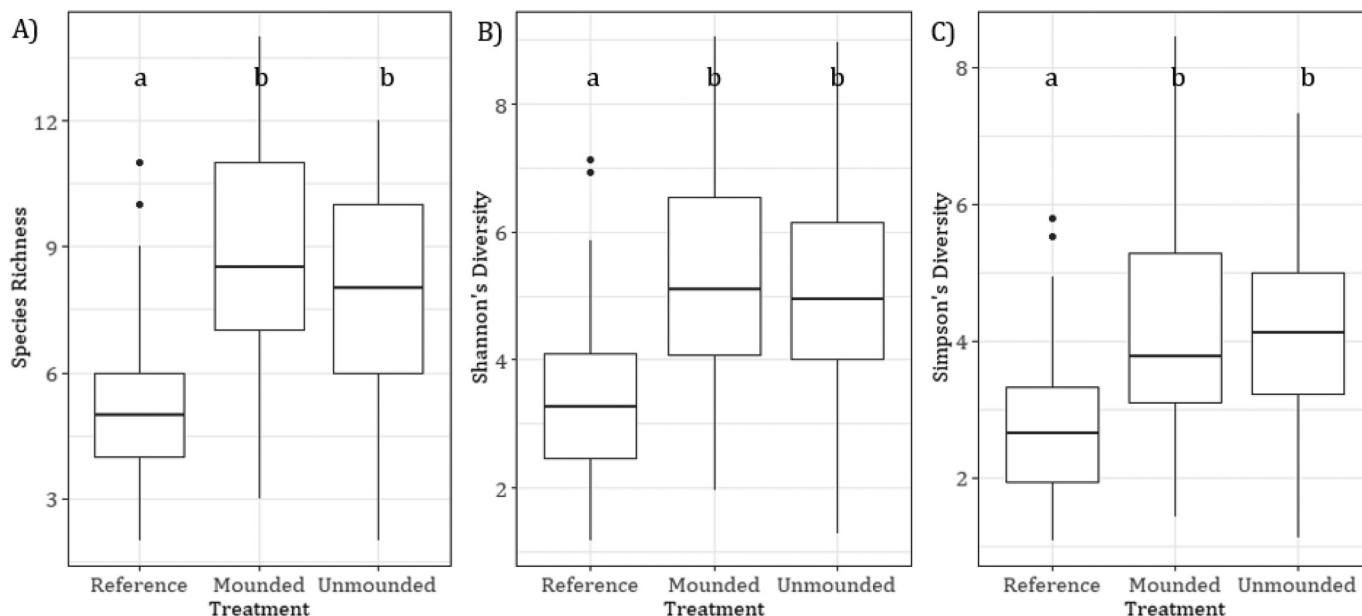 A)
a b b
12
9
6
3
Species Richness
Reference Mounded Unmounded
Treatment
B)
a b b
8
6
4
2
Shannon's Diversity
Reference Mounded Unmounded
Treatment
C)
a b b
8
6
4
2
Simpson's Diversity
Reference Mounded Unmounded
Treatment